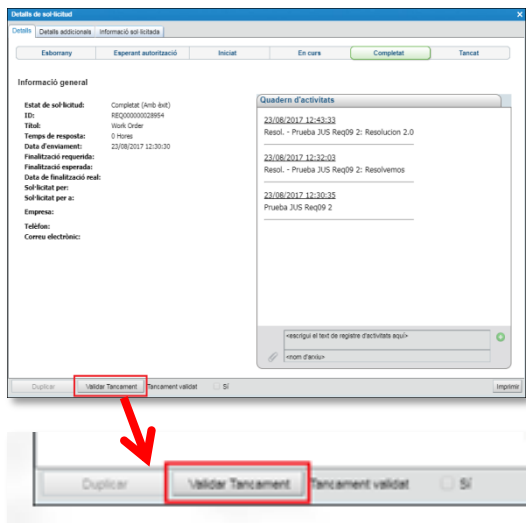 Detalls de sol·licitud
Detalls Detalls addicionals Informació sol·licitada
Esborrany Esperant autorització Iniciat En curs Completat Tancat
Informació general
Estat de sol·licitud: Completat (Amb èxit)
ID: REQ000000028954
Títol: Work Order
Temps de resposta: 0 Hores
Data d'enviament: 23/08/2017 12:30:30
Finalització requerida:
Finalització esperada:
Data de finalització real:
Sol·licitat per:
Sol·licitat per a:
Empresa:
Telèfon:
Correu electrònic:
Quadern d'activitats
23/08/2017 12:43:33
Resol. - Prueba JUS Req09 2: Resolucion 2.0
23/08/2017 12:32:03
Resol. - Prueba JUS Req09 2: Resolvemos
23/08/2017 12:30:35
Prueba JUS Req09 2
<escrigui el text de registre d'activitats aquí>
<nom d'arxiu>
Duplicar Validar Tancament Tancament validat Sí Imprimir
Duplicar Validar Tancament Tancament validat Sí